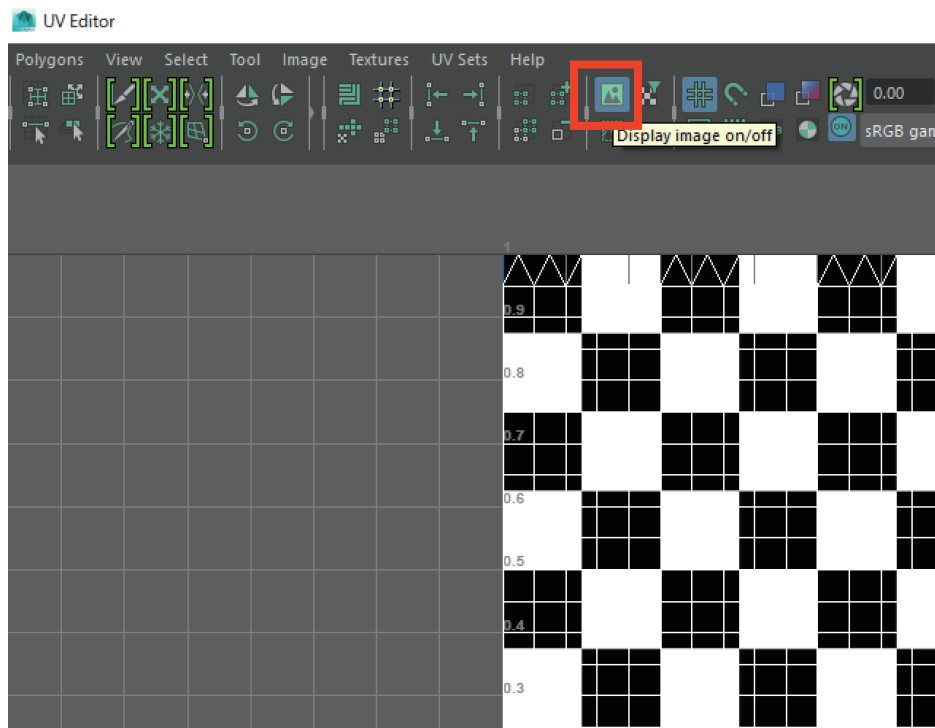 UV Editor
Polygons View Select Tool Image Textures UV Sets Help
0.00
ON
sRGB gam
Display image on/off
1
0.9
0.8
0.7
0.6
0.5
0.4
0.3